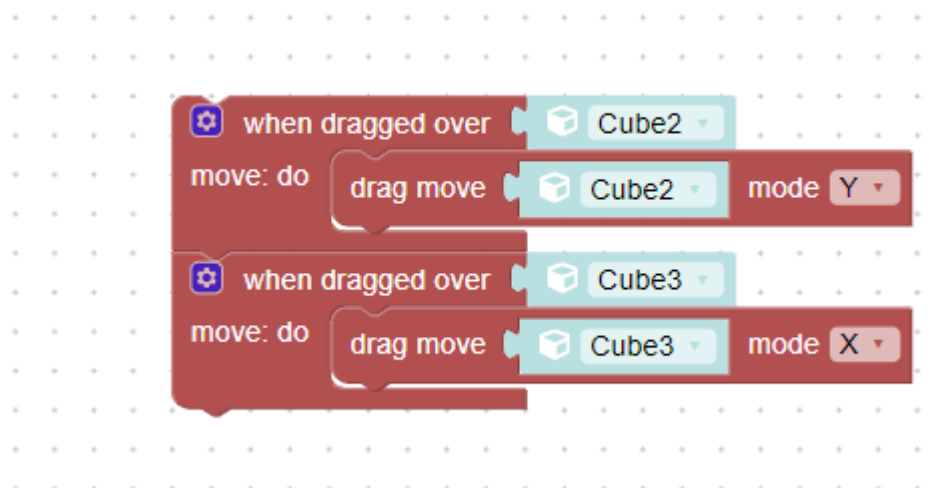 when dragged over Cube2
move: do drag move Cube2 mode Y
when dragged over Cube3
move: do drag move Cube3 mode X